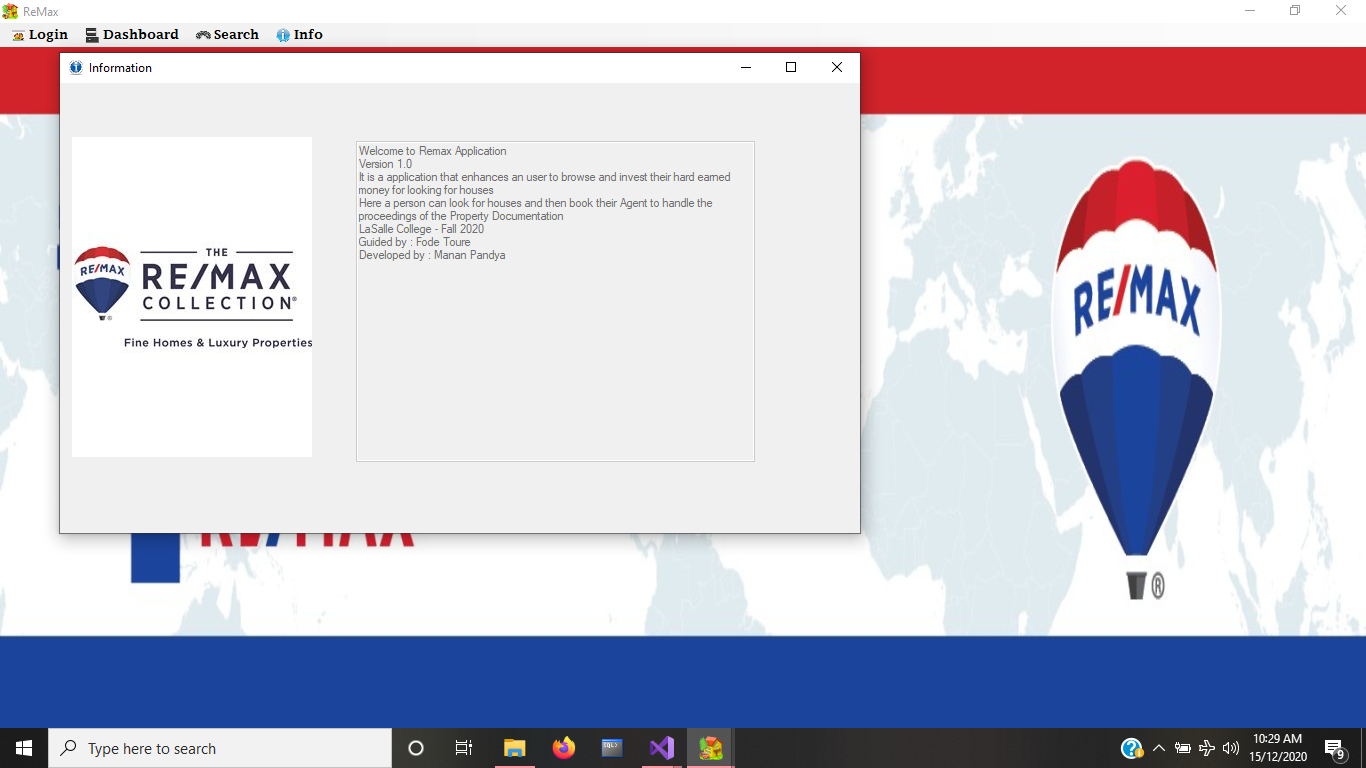 ReMax
Login Dashboard Search Info
Information
Welcome to Remax Application
Version 1.0
It is a application that enhances an user to browse and invest their hard earned
money for looking for houses
Here a person can look for houses and then book their Agent to handle the
proceedings of the Property Documentation
LaSalle College - Fall 2020
Guided by : Fode Toure
Developed by : Manan Pandya
THE
RE/MAX
RE/MAX
COLLECTION®
Fine Homes & Luxury Properties
RE/MAX
®
RE/MAX
Type here to search
10:29 AM
15/12/2020
9